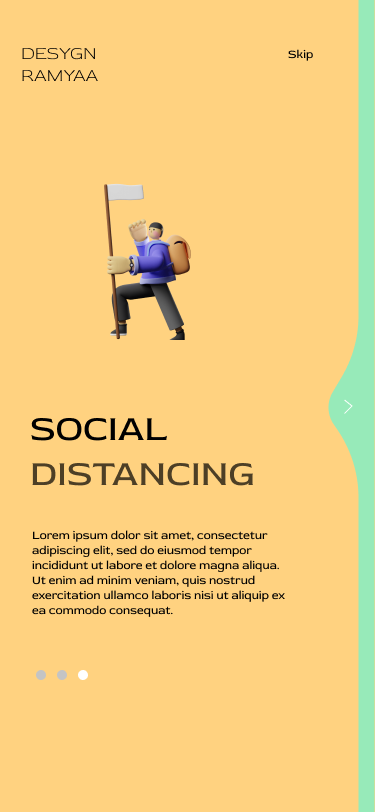 DESYGN
RAMYAA
Skip
SOCIAL
DISTANCING
Lorem ipsum dolor sit amet, consectetur
adipiscing elit, sed do eiusmod tempor
incididunt ut labore et dolore magna aliqua.
Ut enim ad minim veniam, quis nostrud
exercitation ullamco laboris nisi ut aliquip ex
ea commodo consequat.